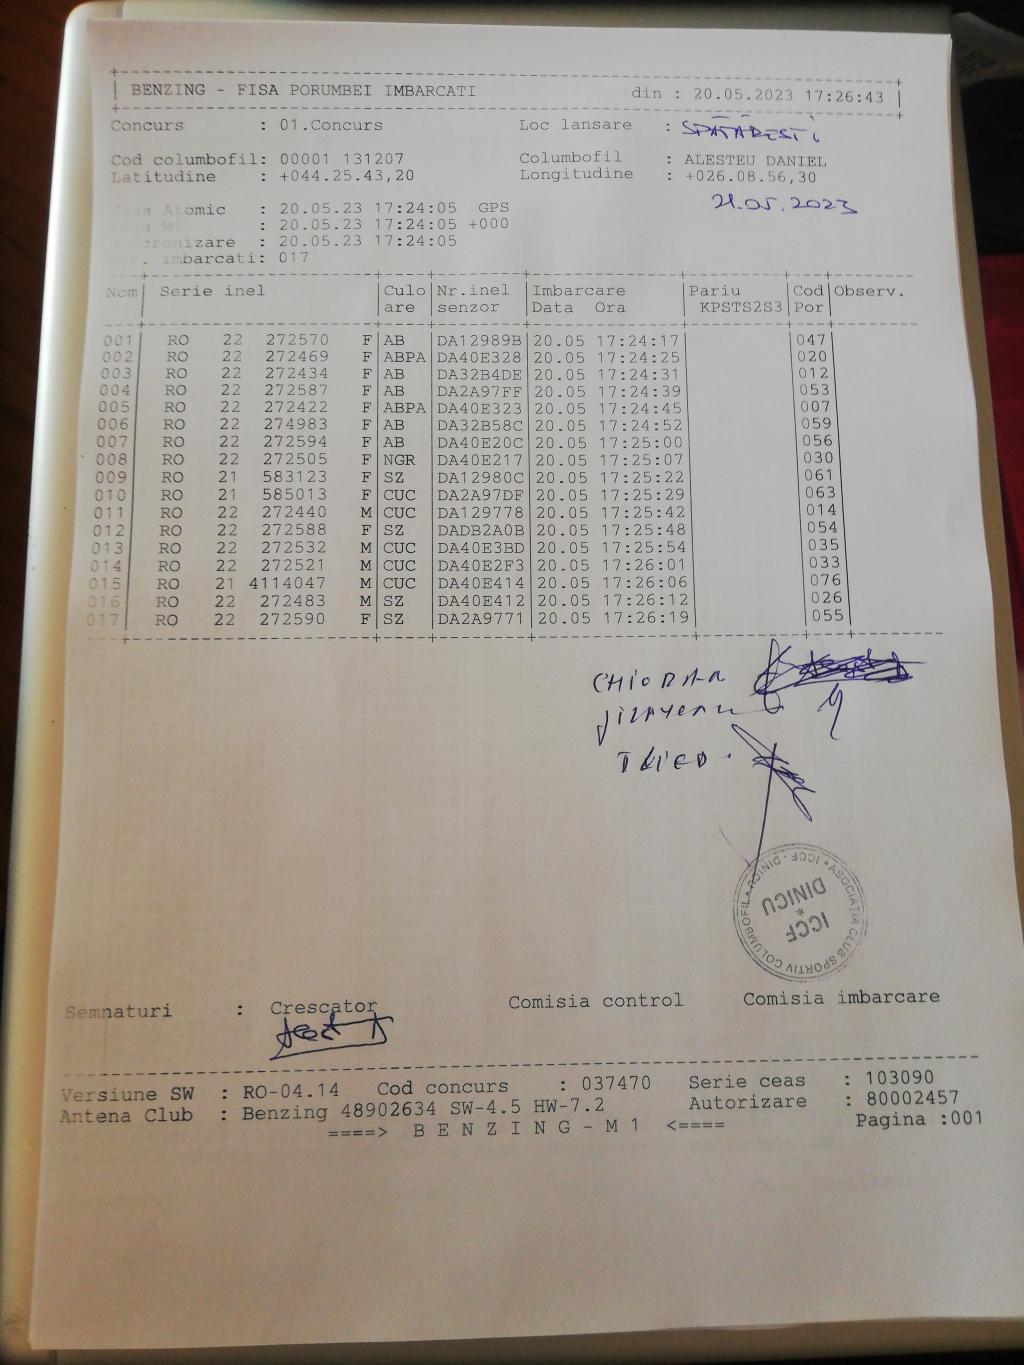 BENZING - FISA PORUMBEI IMBARCATI din : 20.05.2023 17:26:43
Concurs : 01.Concurs Loc lansare : SPĂTĂREȘTI
Cod columbofil: 00001 131207 Columbofil : ALESTEU DANIEL
Latitudine : +044.25.43,20 Longitudine : +026.08.56,30
21.05.2023
Atomic : 20.05.23 17:24:05 GPS
: 20.05.23 17:24:05 +000
: 20.05.23 17:24:05
imbarcati: 017
Nom Serie inel Culo Nr.inel Imbarcare Pariu Cod Observ.
are senzor Data Ora KPSTS2S3 Por
001 RO 22 272570 F AB DA12989B 20.05 17:24:17 047
002 RO 22 272469 F ABPA DA40E328 20.05 17:24:25 020
003 RO 22 272434 F AB DA32B4DE 20.05 17:24:31 012
004 RO 22 272587 F AB DA2A97FF 20.05 17:24:39 053
005 RO 22 272422 F ABPA DA40E323 20.05 17:24:45 007
006 RO 22 274983 F AB DA32B58C 20.05 17:24:52 059
007 RO 22 272594 F AB DA40E20C 20.05 17:25:00 056
008 RO 22 272505 F NGR DA40E217 20.05 17:25:07 030
009 RO 21 583123 F SZ DA12980C 20.05 17:25:22 061
010 RO 21 585013 F CUC DA2A97DF 20.05 17:25:29 063
011 RO 22 272440 M CUC DA129778 20.05 17:25:42 014
012 RO 22 272588 F SZ DADB2A0B 20.05 17:25:48 054
013 RO 22 272532 M CUC DA40E3BD 20.05 17:25:54 035
014 RO 22 272521 M CUC DA40E2F3 20.05 17:26:01 033
015 RO 21 4114047 M CUC DA40E414 20.05 17:26:06 076
016 RO 22 272483 M SZ DA40E412 20.05 17:26:12 026
017 RO 22 272590 F SZ DA2A9771 20.05 17:26:19 055
ASOCIAȚIA CLUB SPORTIV COLUMBOFIL * ICCF - DINICU *
ICCF
*
DINICU
Semnaturi : Crescator Comisia control Comisia imbarcare
Versiune SW : RO-04.14 Cod concurs : 037470 Serie ceas : 103090
Antena Club : Benzing 48902634 SW-4.5 HW-7.2 Autorizare : 80002457
====> B E N Z I N G - M 1 <==== Pagina :001